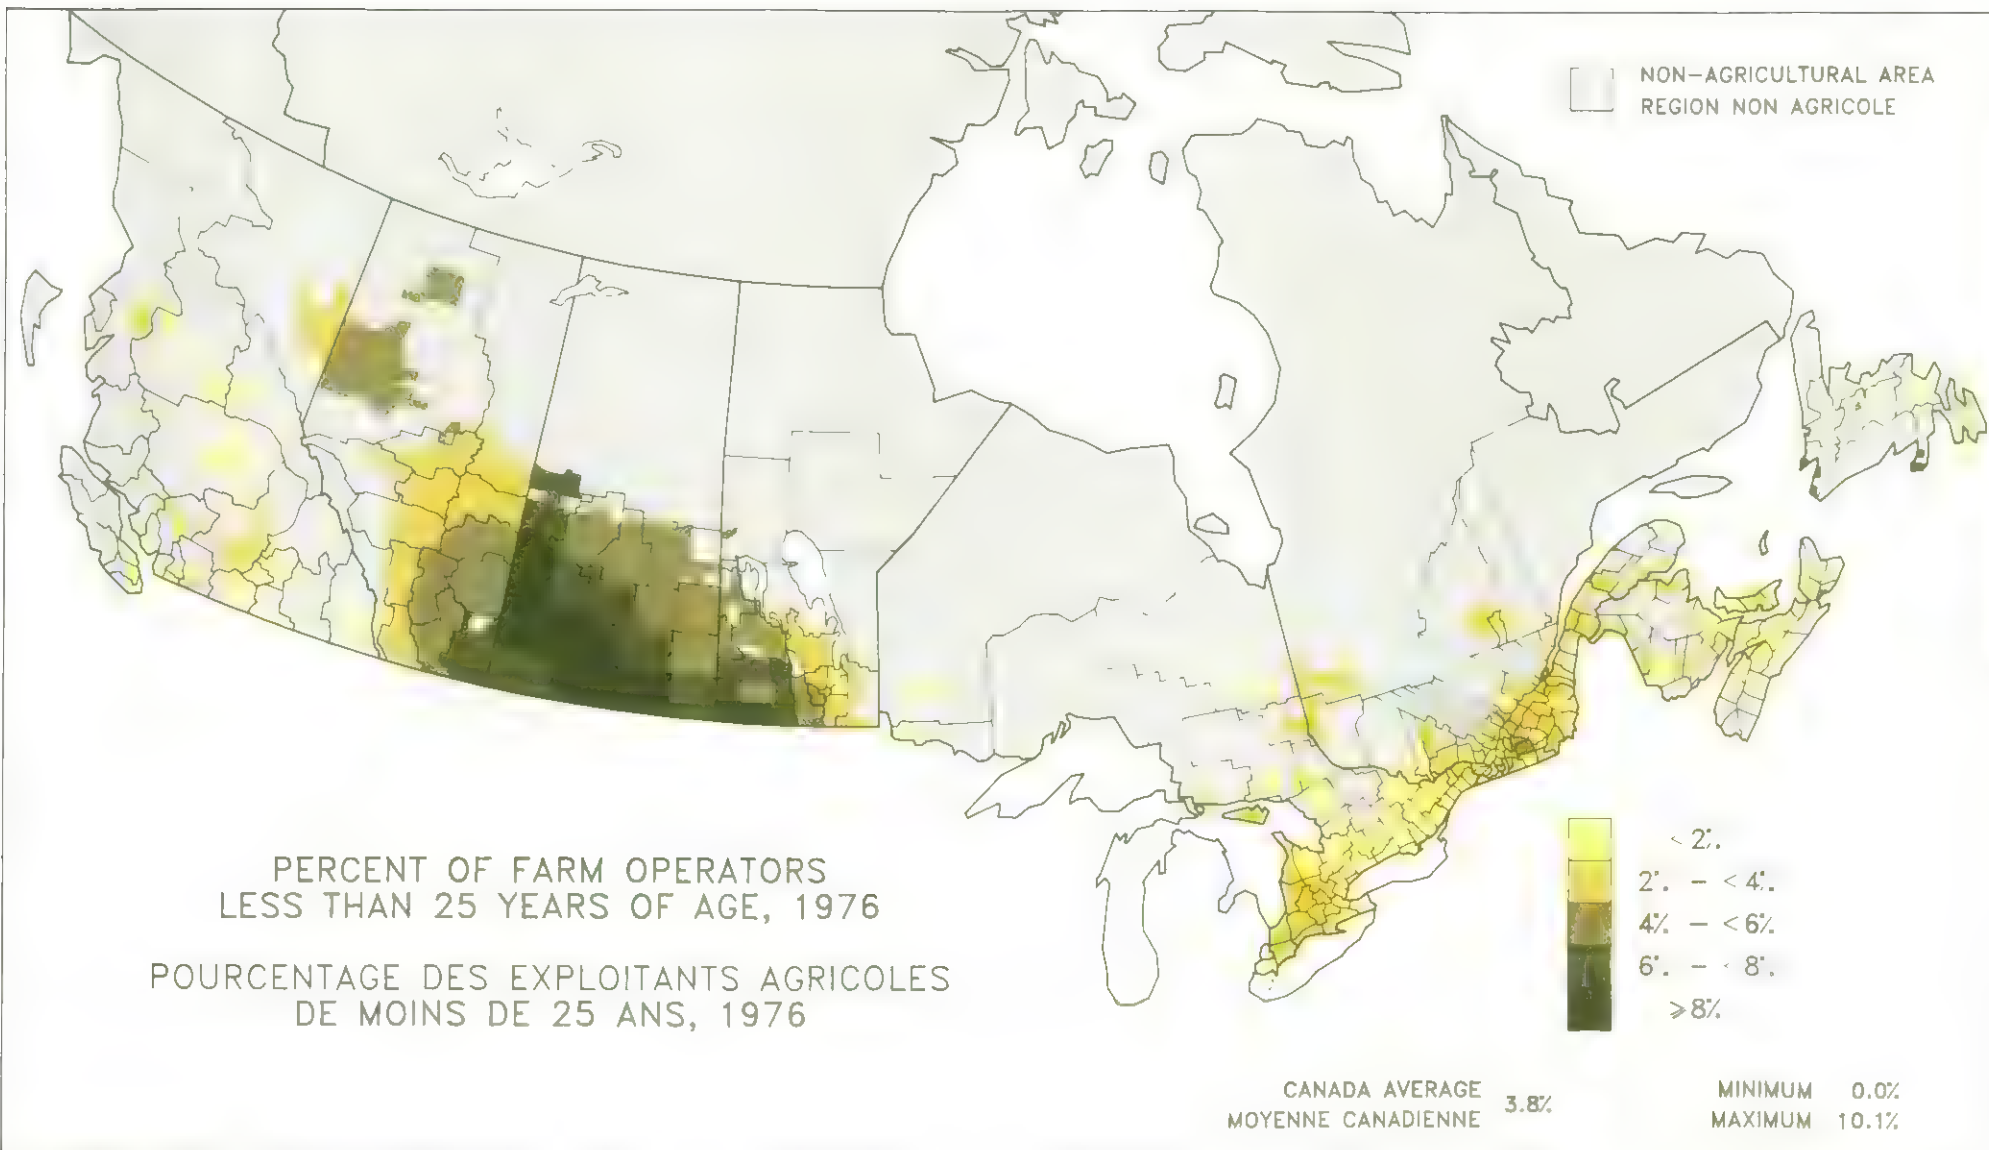 NON-AGRICULTURAL AREA
REGION NON AGRICOLE
PERCENT OF FARM OPERATORS
LESS THAN 25 YEARS OF AGE, 1976
POURCENTAGE DES EXPLOITANTS AGRICOLES
DE MOINS DE 25 ANS, 1976
< 2%
2% - < 4%
4% - < 6%
6% - < 8%
≥8%
CANADA AVERAGE
MOYENNE CANADIENNE
3.8%
MINIMUM 0.0%
MAXIMUM 10.1%